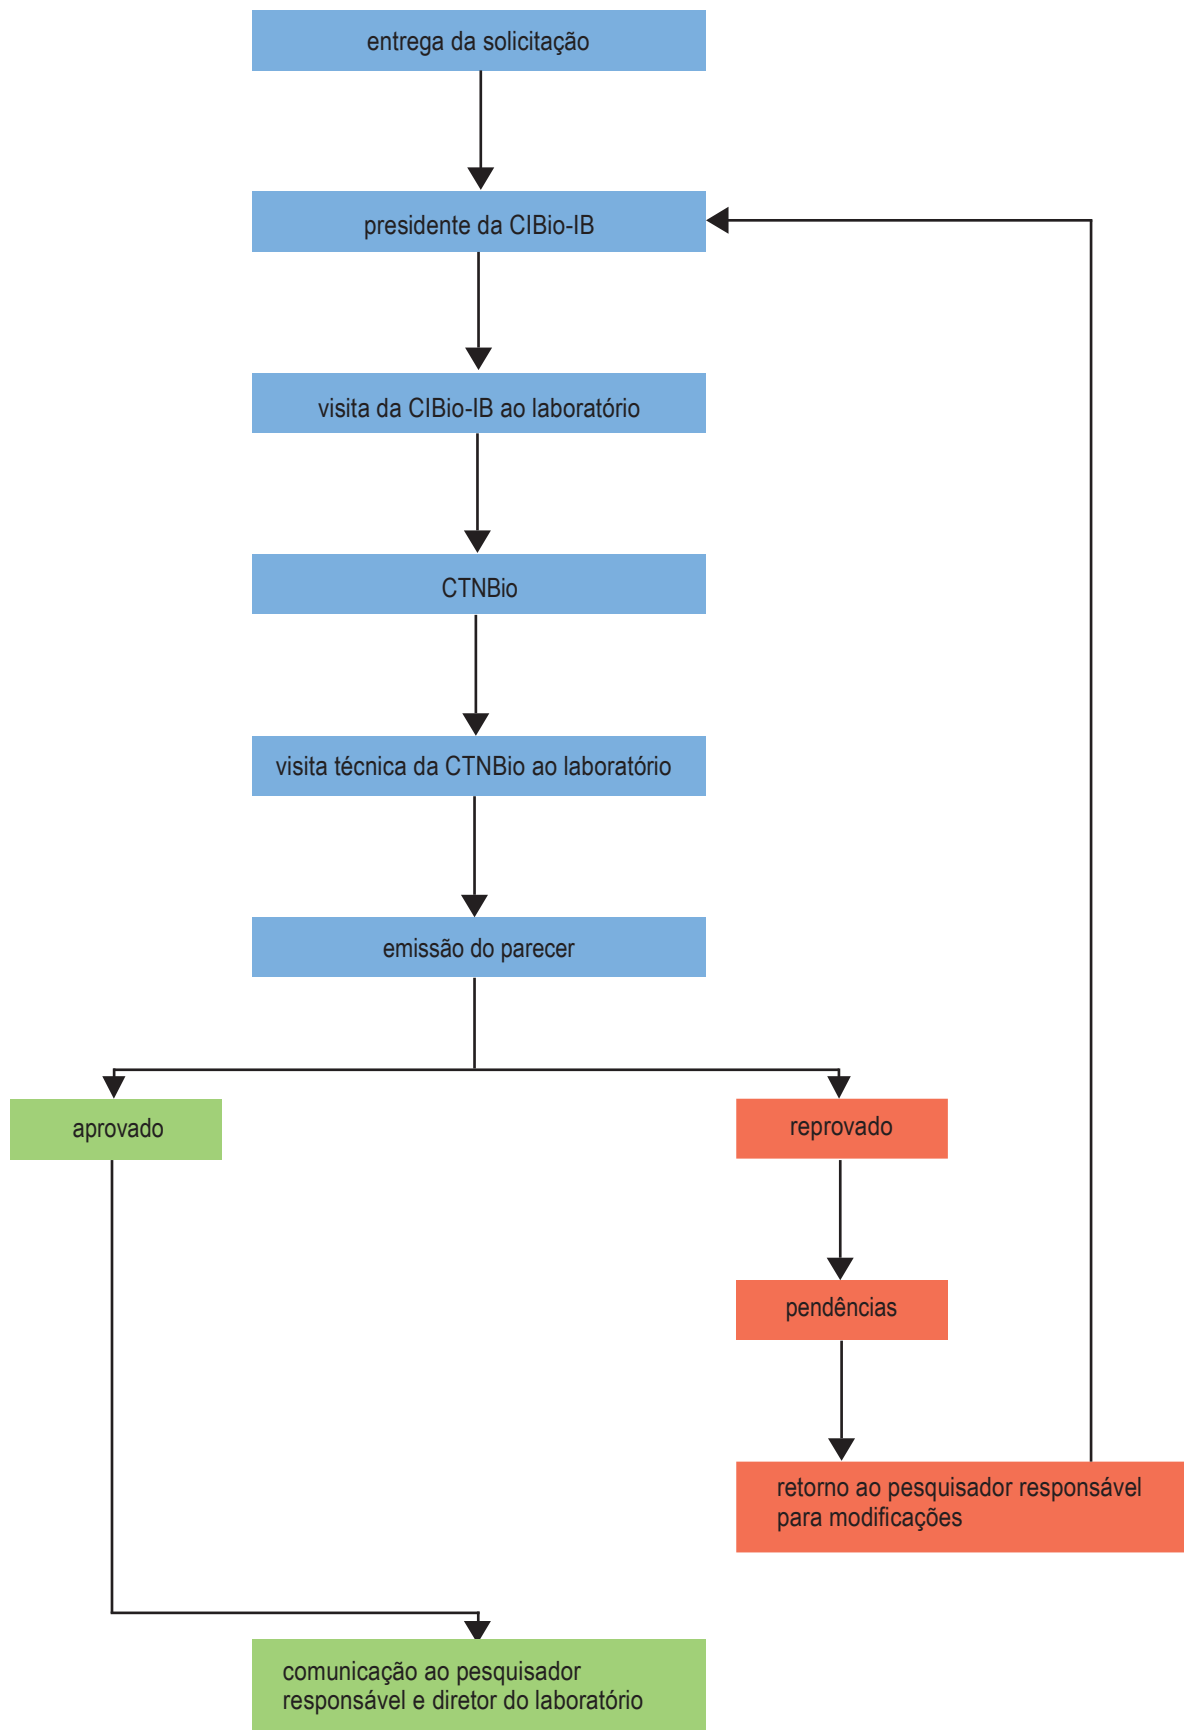 entrega da solicitação
presidente da CIBio-IB
visita da CIBio-IB ao laboratório
CTNBio
visita técnica da CTNBio ao laboratório
emissão do parecer
aprovado
reprovado
pendências
retorno ao pesquisador responsável
para modificações
comunicação ao pesquisador
responsável e diretor do laboratório